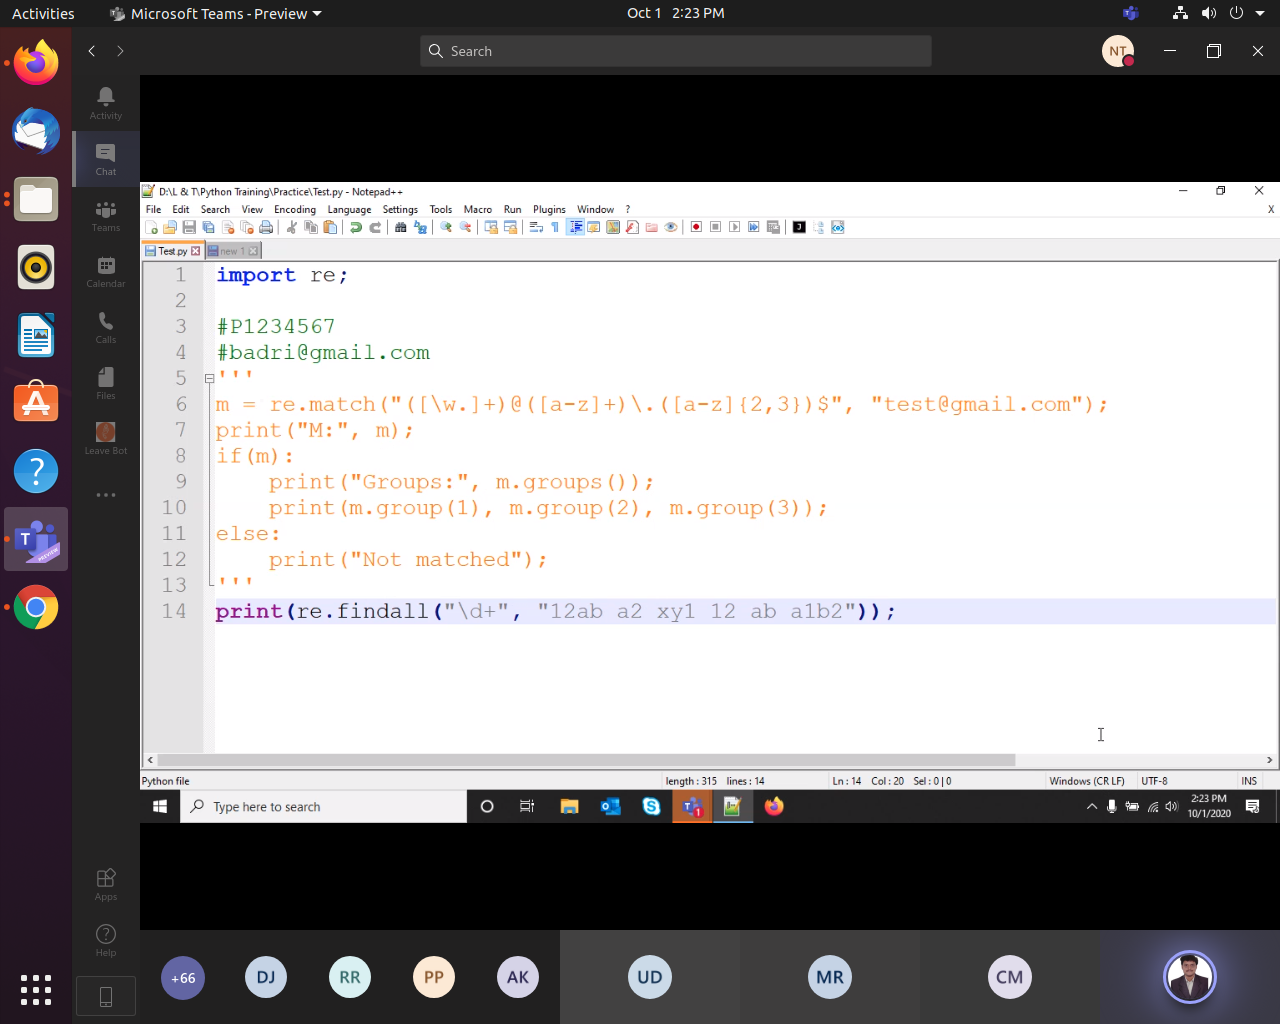 Activities
Microsoft Teams - Preview
Oct 1 2:23 PM
Search
NT
Activity
Chat
Teams
Calendar
Calls
Files
Leave Bot
Apps
Help
D:\L & T\Python Training\Practice\Test.py - Notepad++
File Edit Search View Encoding Language Settings Tools Macro Run Plugins Window ? X
Test.py new 1
1 import re;
2
3 #P1234567
4 #badri@gmail.com
5 '''
6 m = re.match("([\w.]+)@([a-z]+)\.([a-z]{2,3})$", "test@gmail.com");
7 print("M:", m);
8 if(m):
9     print("Groups:", m.groups());
10     print(m.group(1), m.group(2), m.group(3));
11 else:
12     print("Not matched");
13 '''
14 print(re.findall("\d+", "12ab a2 xy1 12 ab a1b2"));
Python file length : 315 lines : 14 Ln : 14 Col : 20 Sel : 0 | 0 Windows (CR LF) UTF-8 INS
Type here to search
2:23 PM
10/1/2020
+66 DJ RR PP AK UD MR CM